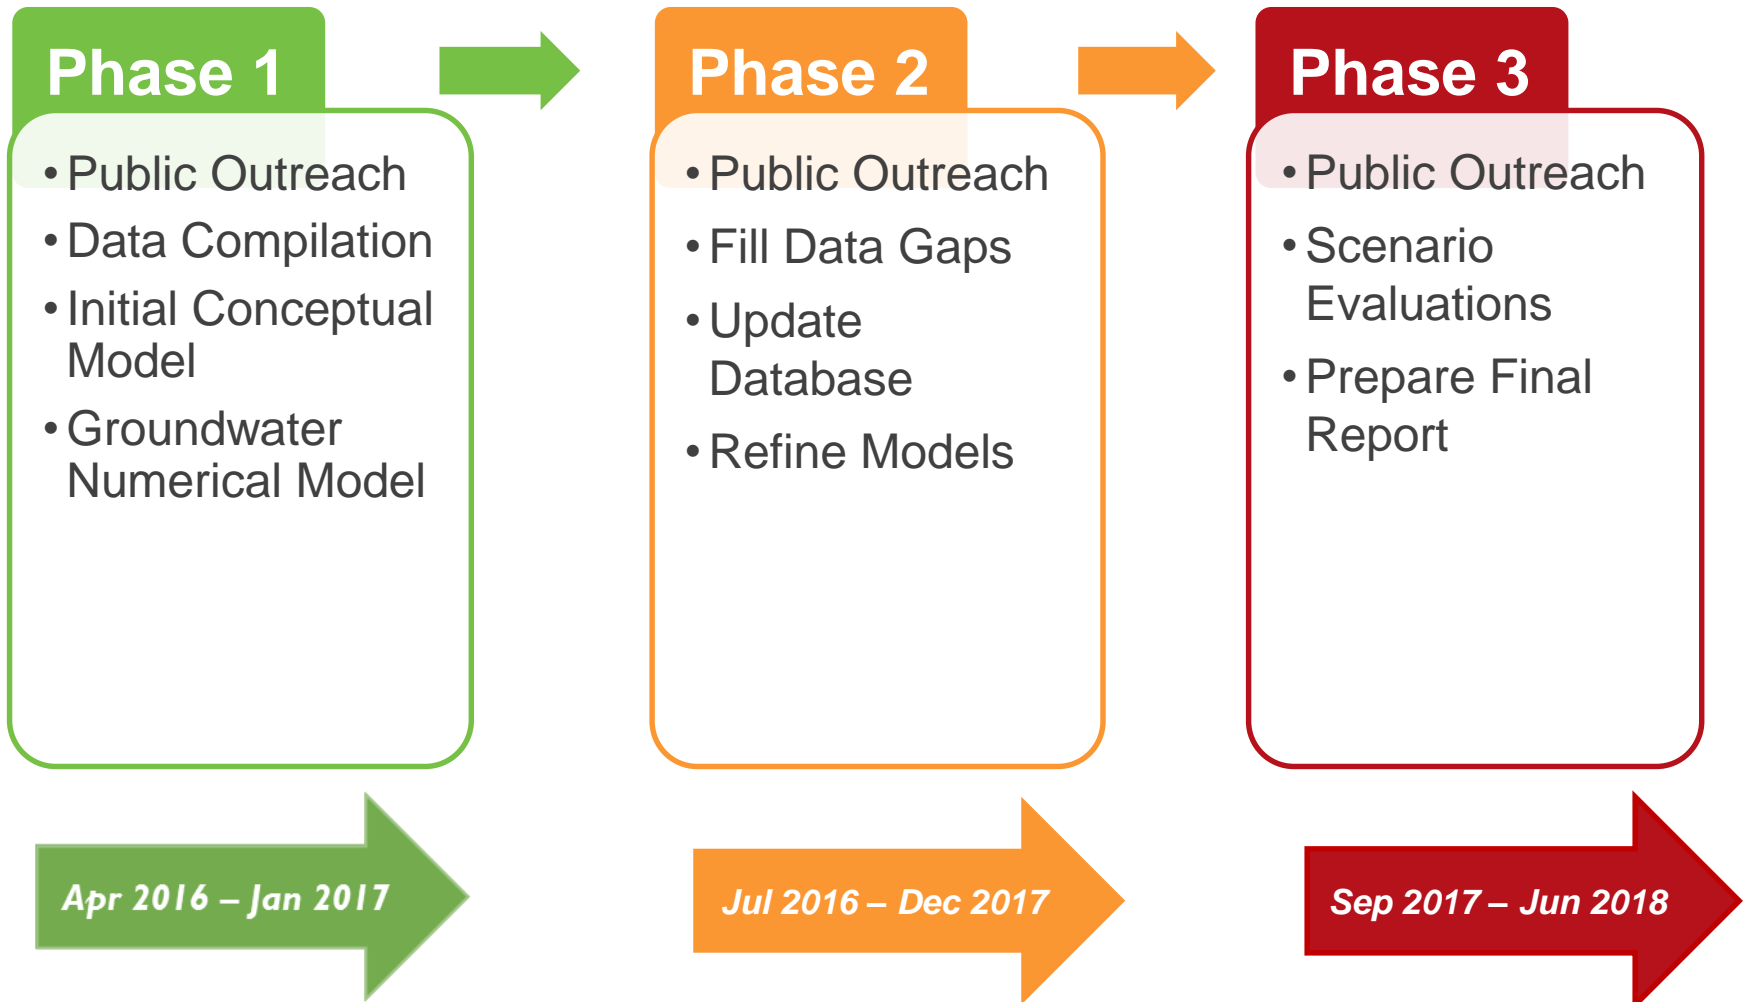 Phase 1
• Public Outreach
• Data Compilation
• Initial Conceptual
Model
• Groundwater
Numerical Model
Apr 2016 – Jan 2017
Phase 2
• Public Outreach
• Fill Data Gaps
• Update
Database
• Refine Models
Jul 2016 – Dec 2017
Phase 3
• Public Outreach
• Scenario
Evaluations
• Prepare Final
Report
Sep 2017 – Jun 2018